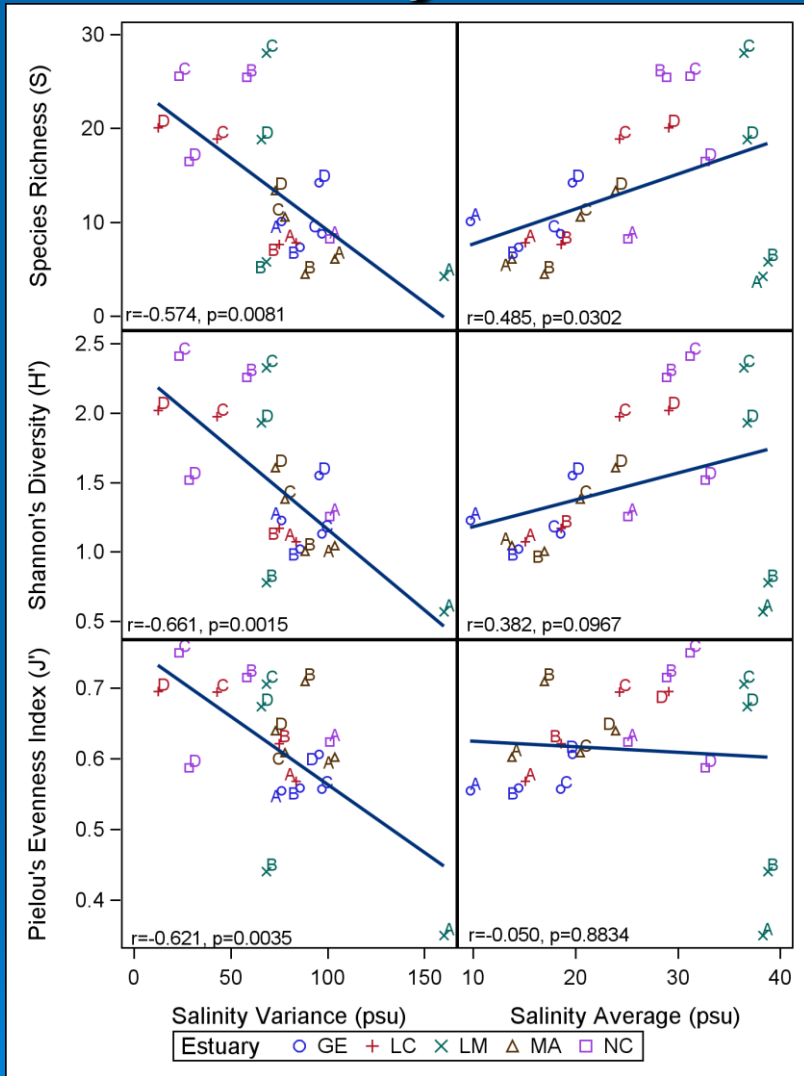 Species Richness (S)
30
20
10
0
r=-0.574, p=0.0081
r=0.485, p=0.0302
Shannon's Diversity (H')
2.5
2.0
1.5
1.0
0.5
r=-0.661, p=0.0015
r=0.382, p=0.0967
Pielou's Evenness Index (J')
0.7
0.6
0.5
0.4
r=-0.621, p=0.0035
r=-0.050, p=0.8834
0 50 100 150 10 20 30 40
Salinity Variance (psu) Salinity Average (psu)
Estuary GE LC LM MA NC